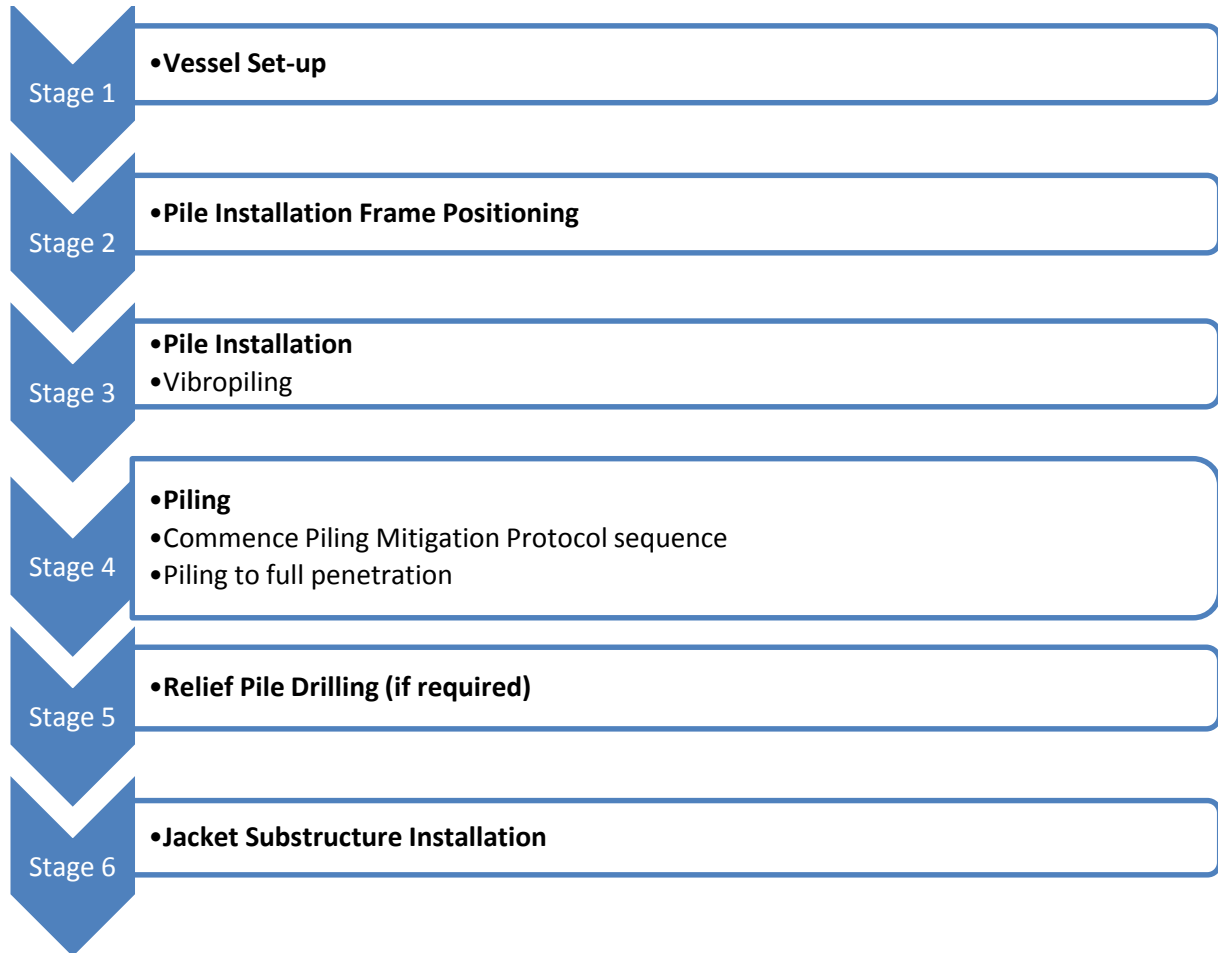 Stage 1
•Vessel Set-up
Stage 2
•Pile Installation Frame Positioning
Stage 3
•Pile Installation
•Vibropiling
Stage 4
•Piling
•Commence Piling Mitigation Protocol sequence
•Piling to full penetration
Stage 5
•Relief Pile Drilling (if required)
Stage 6
•Jacket Substructure Installation